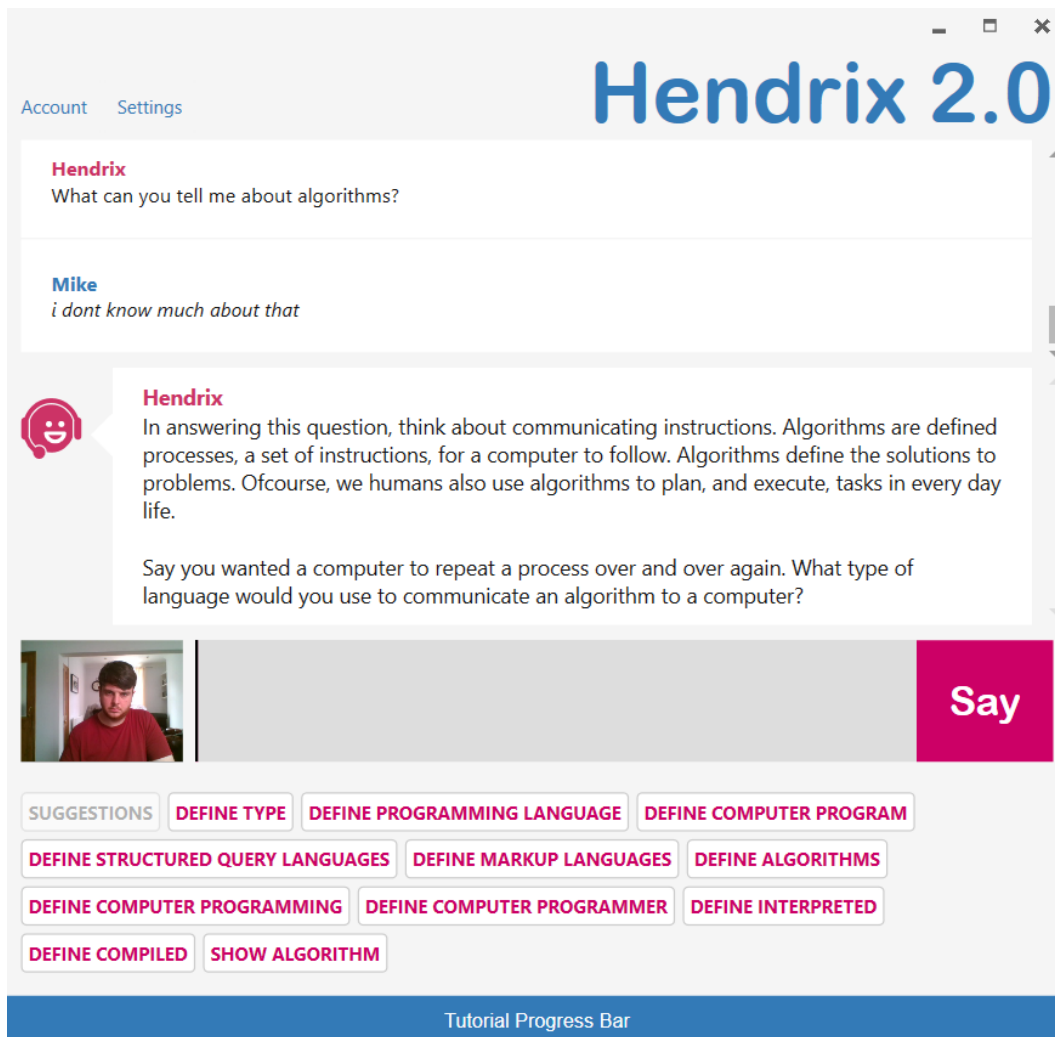 Hendrix 2.0
Account Settings
Hendrix
What can you tell me about algorithms?
Mike
i dont know much about that
Hendrix
In answering this question, think about communicating instructions. Algorithms are defined
processes, a set of instructions, for a computer to follow. Algorithms define the solutions to
problems. Ofcourse, we humans also use algorithms to plan, and execute, tasks in every day
life.
Say you wanted a computer to repeat a process over and over again. What type of
language would you use to communicate an algorithm to a computer?
Say
SUGGESTIONS DEFINE TYPE DEFINE PROGRAMMING LANGUAGE DEFINE COMPUTER PROGRAM
DEFINE STRUCTURED QUERY LANGUAGES DEFINE MARKUP LANGUAGES DEFINE ALGORITHMS
DEFINE COMPUTER PROGRAMMING DEFINE COMPUTER PROGRAMMER DEFINE INTERPRETED
DEFINE COMPILED SHOW ALGORITHM
Tutorial Progress Bar